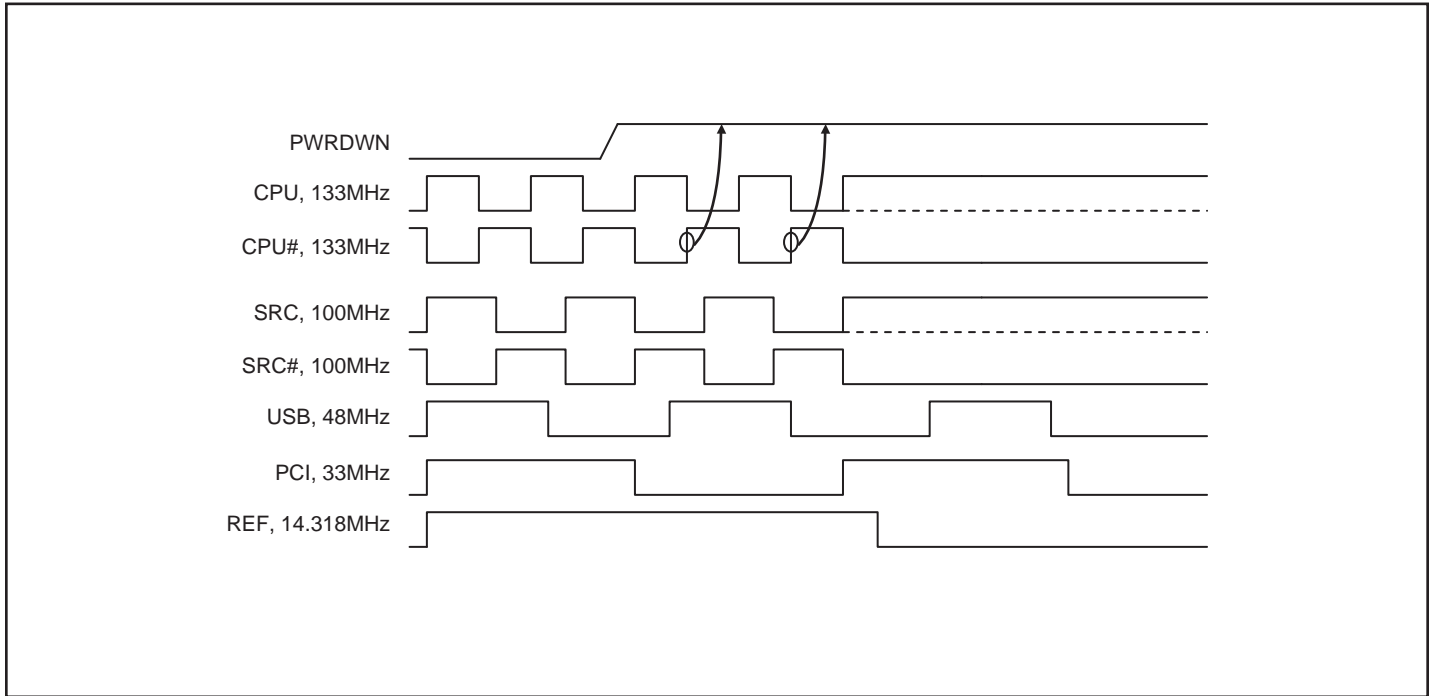 PWRDWN
CPU, 133MHz
CPU#, 133MHz
SRC, 100MHz
SRC#, 100MHz
USB, 48MHz
PCI, 33MHz
REF, 14.318MHz